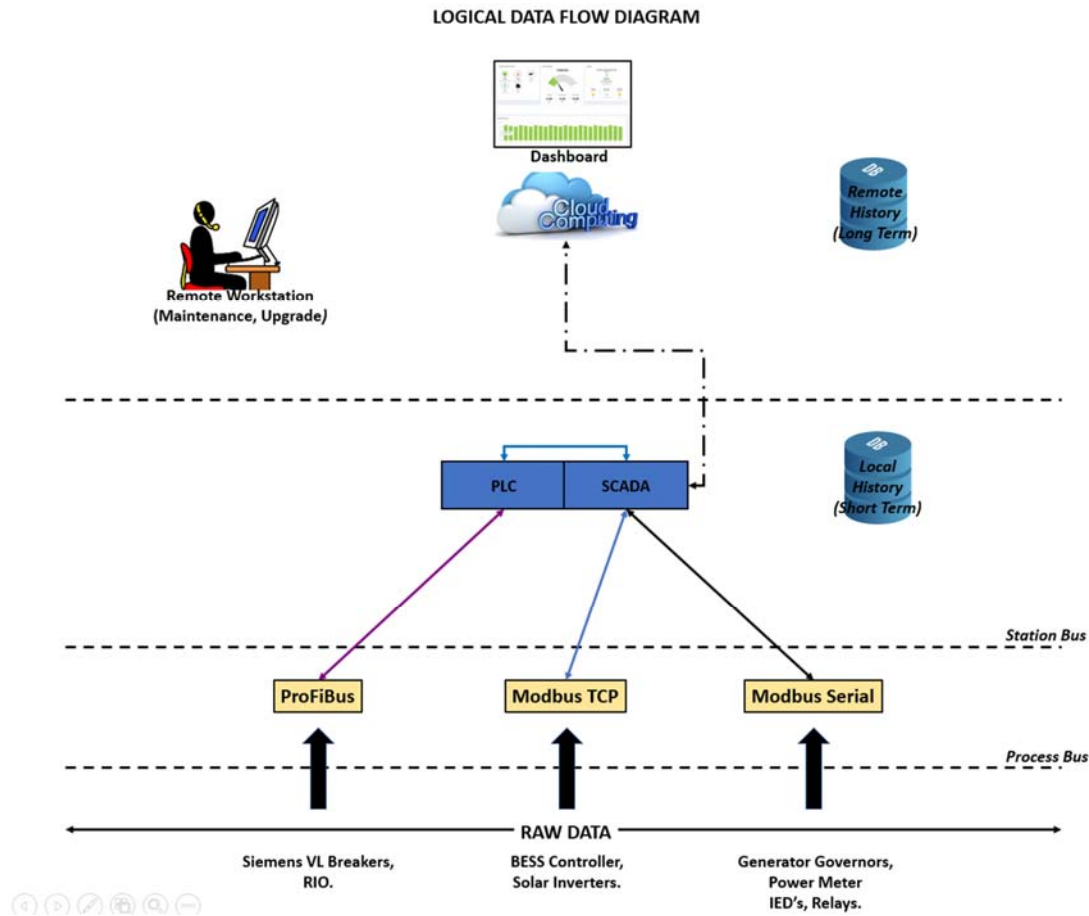 LOGICAL DATA FLOW DIAGRAM
Dashboard
Cloud
Computing
DB
Remote
History
(Long Term)
Remote Workstation
(Maintenance, Upgrade)
DB
Local
History
(Short Term)
PLC
SCADA
Station Bus
ProFiBus
Modbus TCP
Modbus Serial
Process Bus
RAW DATA
Siemens VL Breakers,
RIO.
BESS Controller,
Solar Inverters.
Generator Governors,
Power Meter
IED's, Relays.